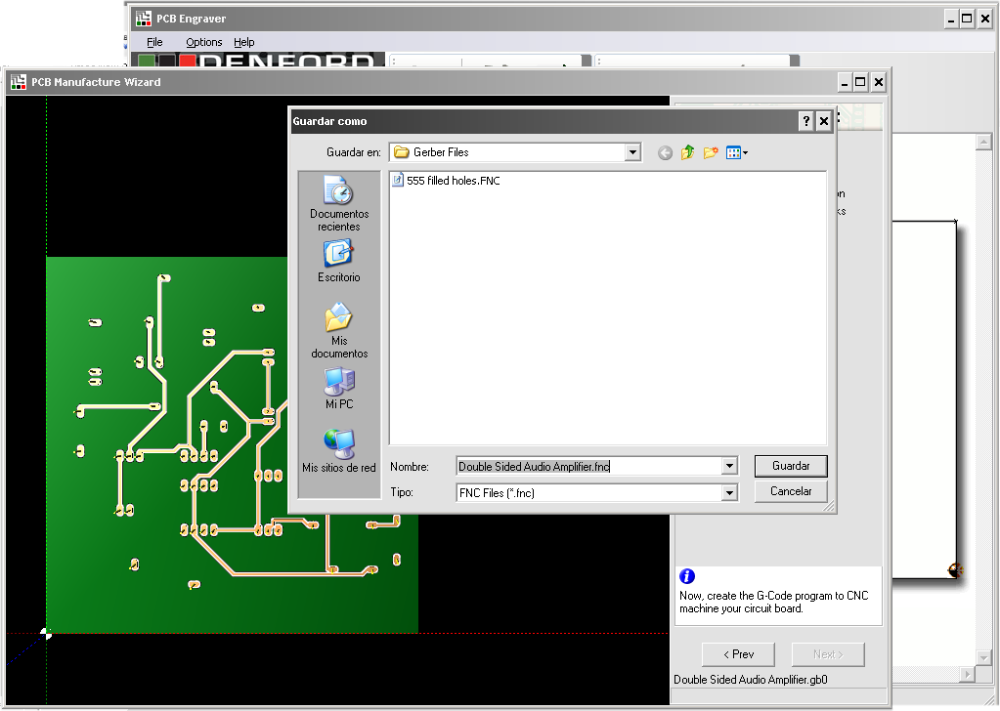 PCB Engraver
File Options Help
DENFORD
PCB Manufacture Wizard
Guardar como
Guardar en: Gerber Files
555 filled holes.FNC
Documentos
recientes
Escritorio
Mis
documentos
Mi PC
Mis sitios de red
Nombre: Double Sided Audio Amplifier.fnc Guardar
Tipo: FNC Files (*.fnc) Cancelar
Now, create the G-Code program to CNC
machine your circuit board.
< Prev Next >
Double Sided Audio Amplifier.gb0